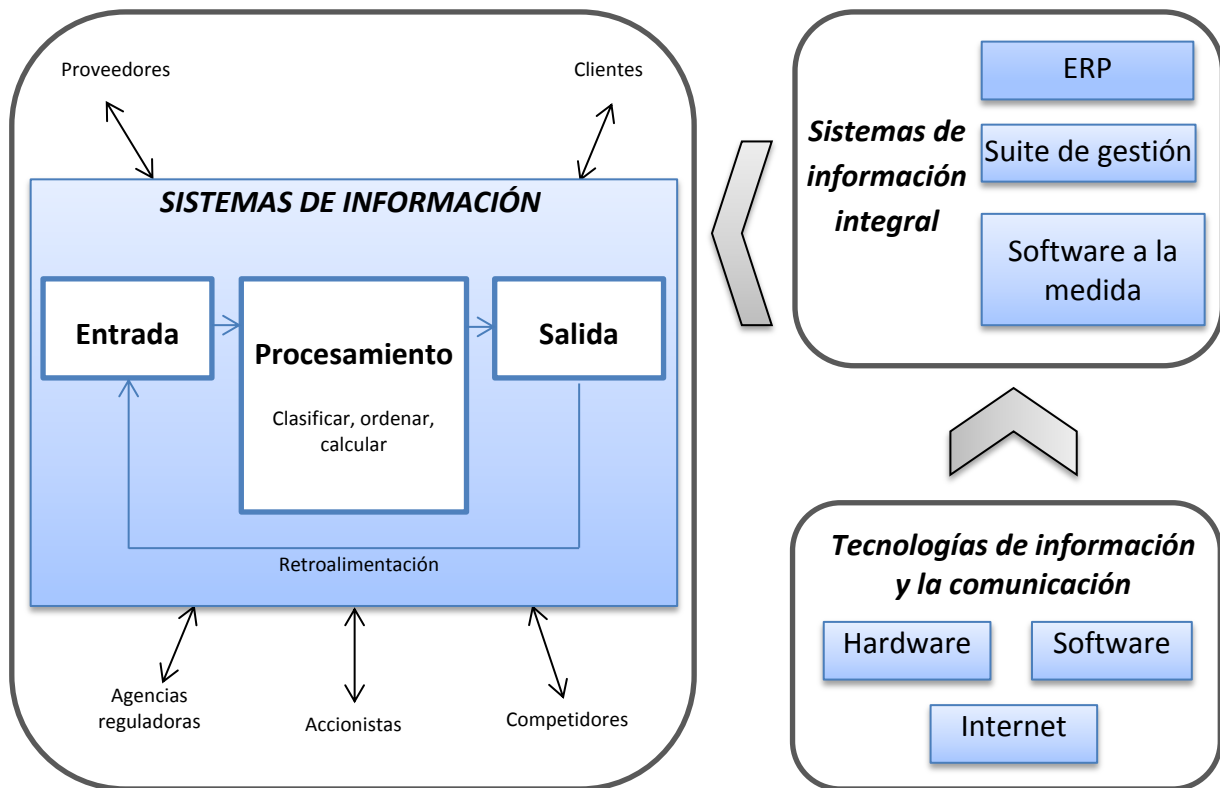 Proveedores
Clientes
SISTEMAS DE INFORMACIÓN
Entrada
Procesamiento
Clasificar, ordenar,
calcular
Salida
Retroalimentación
Agencias
reguladoras
Accionistas
Competidores
Sistemas de
información
integral
ERP
Suite de gestión
Software a la
medida
Tecnologías de información
y la comunicación
Hardware
Software
Internet